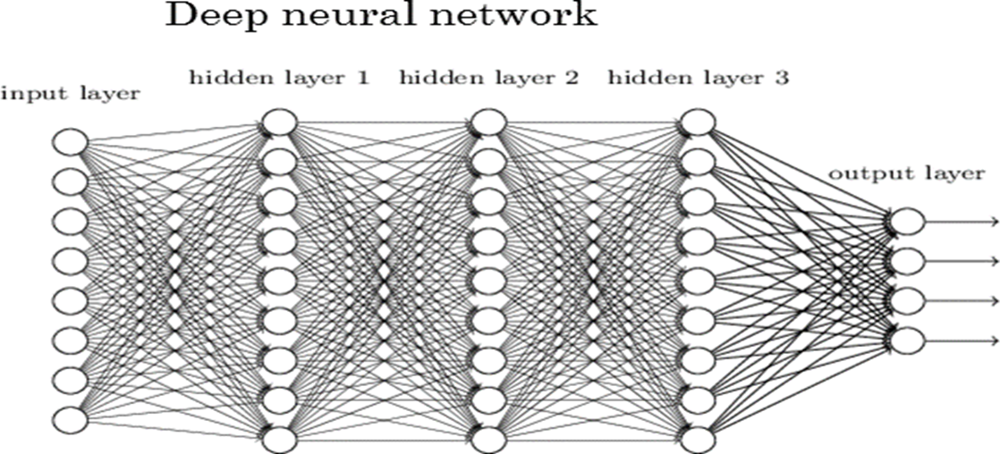 Deep neural network
input layer
hidden layer 1
hidden layer 2
hidden layer 3
output layer